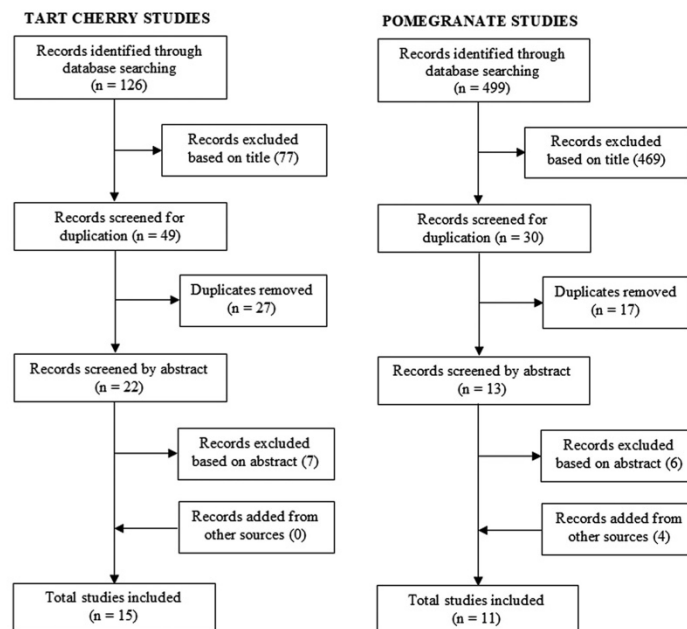 TART CHERRY STUDIES
Records identified through
database searching
(n = 126)
Records excluded
based on title (77)
Records screened for
duplication (n = 49)
Duplicates removed
(n = 27)
Records screened by abstract
(n = 22)
Records excluded
based on abstract (7)
Records added from
other sources (0)
Total studies included
(n = 15)
POMEGRANATE STUDIES
Records identified through
database searching
(n = 499)
Records excluded
based on title (469)
Records screened for
duplication (n = 30)
Duplicates removed
(n = 17)
Records screened by abstract
(n = 13)
Records excluded
based on abstract (6)
Records added from
other sources (4)
Total studies included
(n = 11)